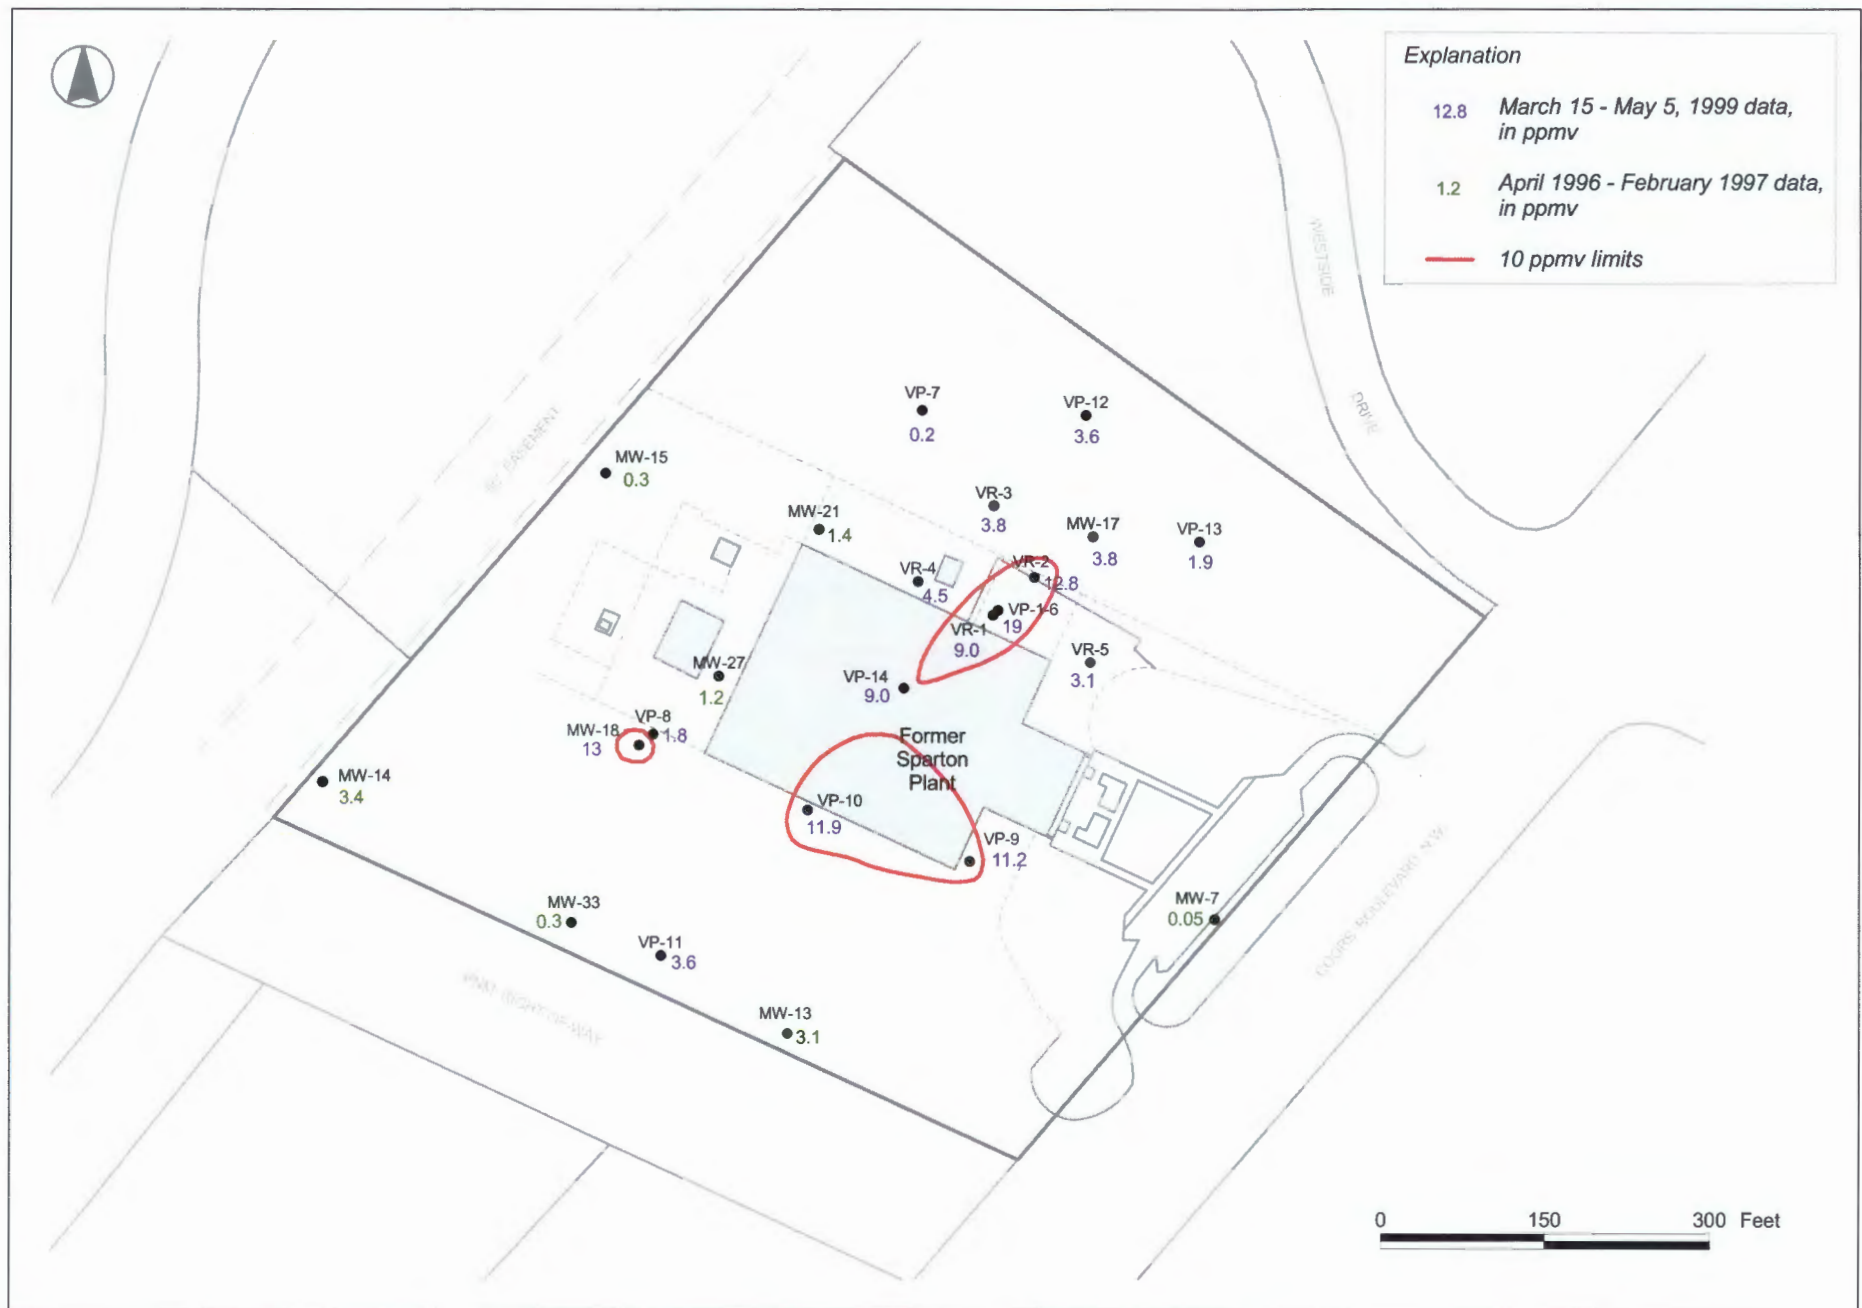 Explanation
12.8 March 15 - May 5, 1999 data,
in ppmv
1.2 April 1996 - February 1997 data,
in ppmv
10 ppmv limits
WESTSIDE
DRIVE
EASEMENT
VP-7
0.2
VP-12
3.6
MW-15
0.3
VR-3
3.8
MW-21
1.4
MW-17
3.8
VP-13
1.9
VR-4
4.5
VR-2
12.8
VP-1-6
19
VR-1
9.0
VR-5
3.1
MW-27
1.2
VP-14
9.0
VP-8
1.8
MW-18
13
Former
Sparton
Plant
MW-14
3.4
VP-10
11.9
VP-9
11.2
MW-7
0.05
MW-33
0.3
VP-11
3.6
MW-13
3.1
RIGHT-OF-WAY
COORS BOULEVARD N.W.
0 150 300 Feet